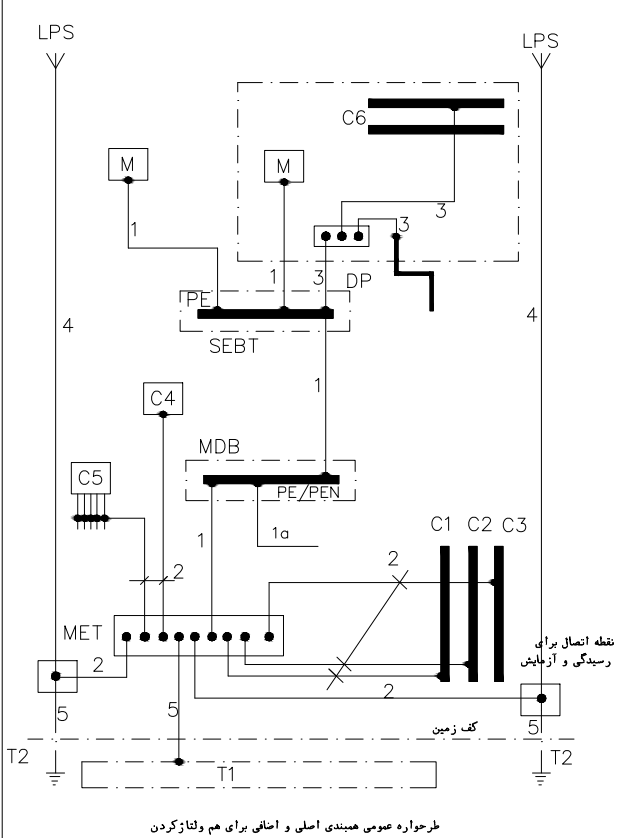 LPS
LPS
C6
M
M
3
3
1
1
3
DP
PE
SEBT
4
4
1
C4
MDB
C5
PE/PEN
1
1a
C1
C2
C3
2
2
MET
نقطه اتصال برای
رسیدگی و آزمایش
2
2
5
5
5
کف زمین
T2
T2
T1
طرحواره عمومی همبندی اصلی و اضافی برای هم ولتاژکردن